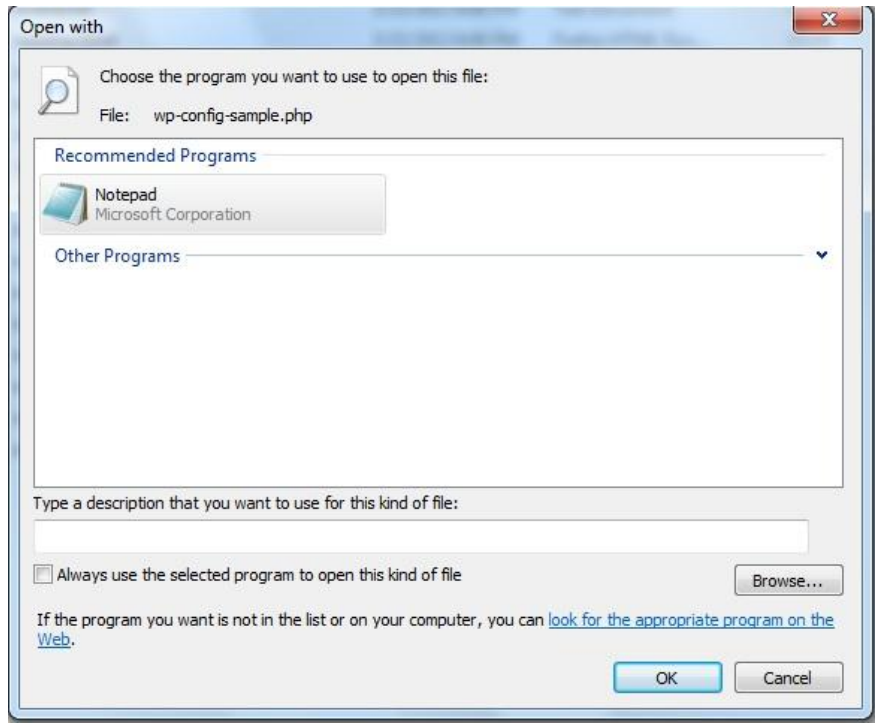 Open with
Choose the program you want to use to open this file:
File: wp-config-sample.php
Recommended Programs
Notepad
Microsoft Corporation
Other Programs
Type a description that you want to use for this kind of file:
Always use the selected program to open this kind of file
Browse...
If the program you want is not in the list or on your computer, you can look for the appropriate program on the
Web.
OK
Cancel